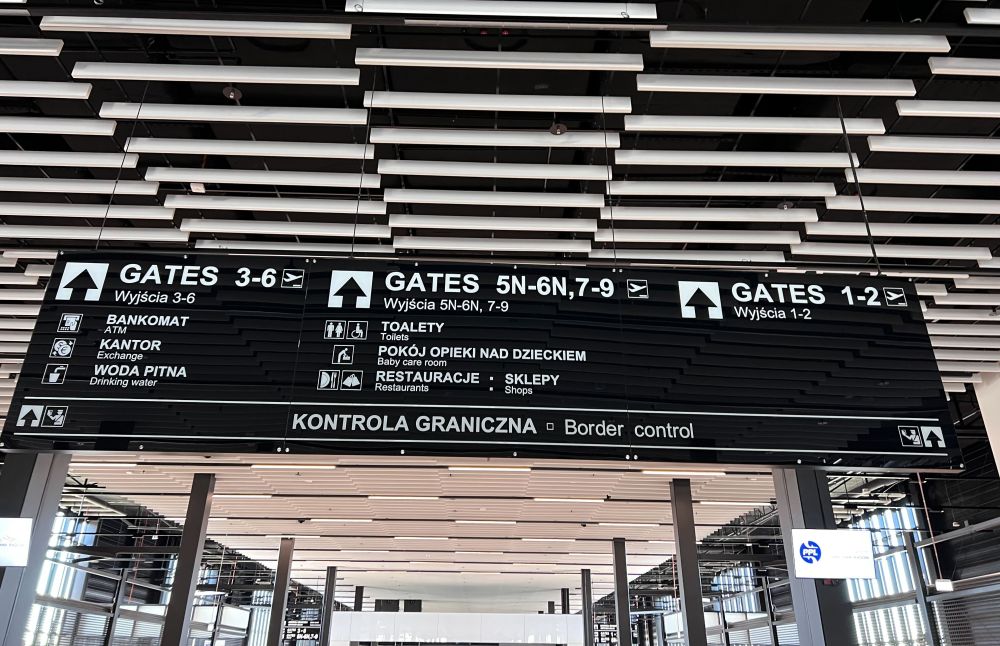 GATES 3-6
Wyjścia 3-6
BANKOMAT
ATM
KANTOR
Exchange
WODA PITNA
Drinking water
GATES 5N-6N,7-9
Wyjścia 5N-6N, 7-9
TOALETY
Toilets
POKÓJ OPIEKI NAD DZIECKIEM
Baby care room
RESTAURACJE : SKLEPY
Restaurants : Shops
GATES 1-2
Wyjścia 1-2
KONTROLA GRANICZNA □ Border control
PPL